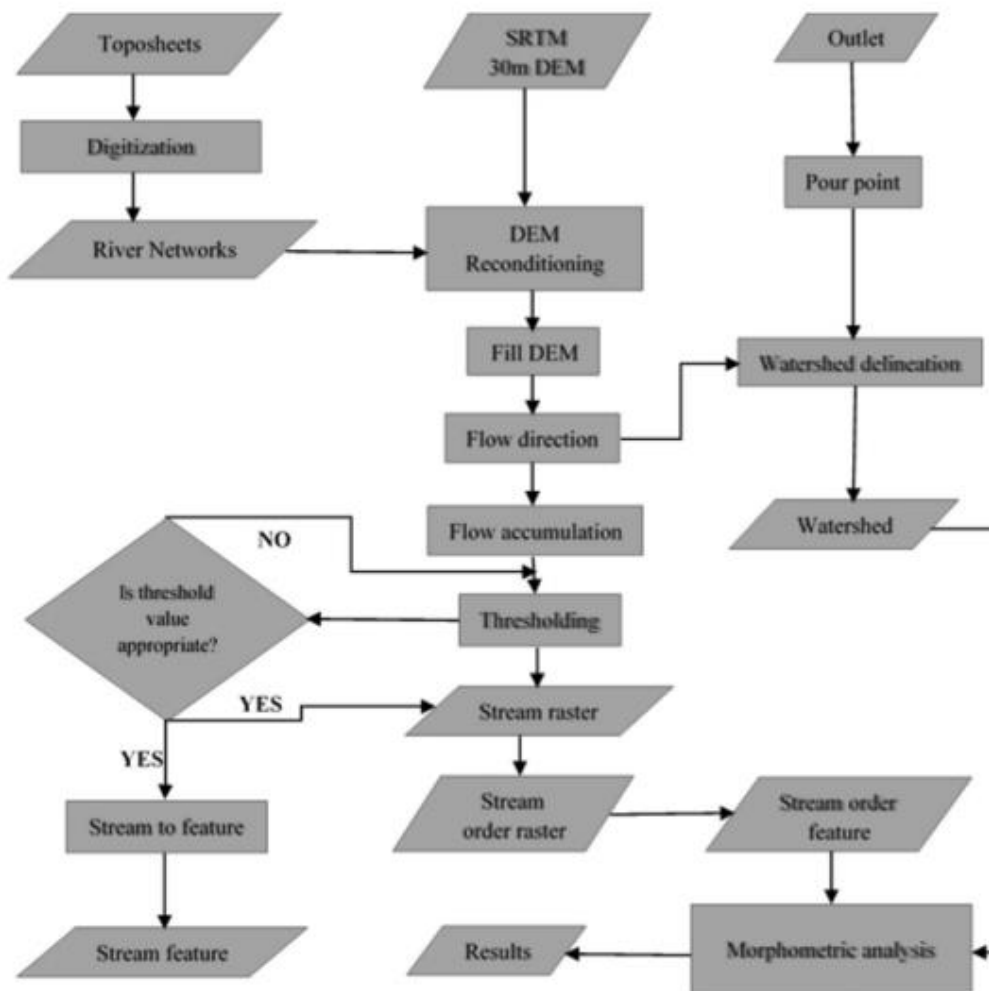 Toposheets
SRTM
30m DEM
Outlet
Digitization
Pour point
River Networks
DEM
Reconditioning
Fill DEM
Watershed delineation
Flow direction
Flow accumulation
Watershed
NO
Is threshold
value
appropriate?
Thresholding
YES
Stream raster
YES
Stream to feature
Stream
order raster
Stream order
feature
Stream feature
Results
Morphometric analysis